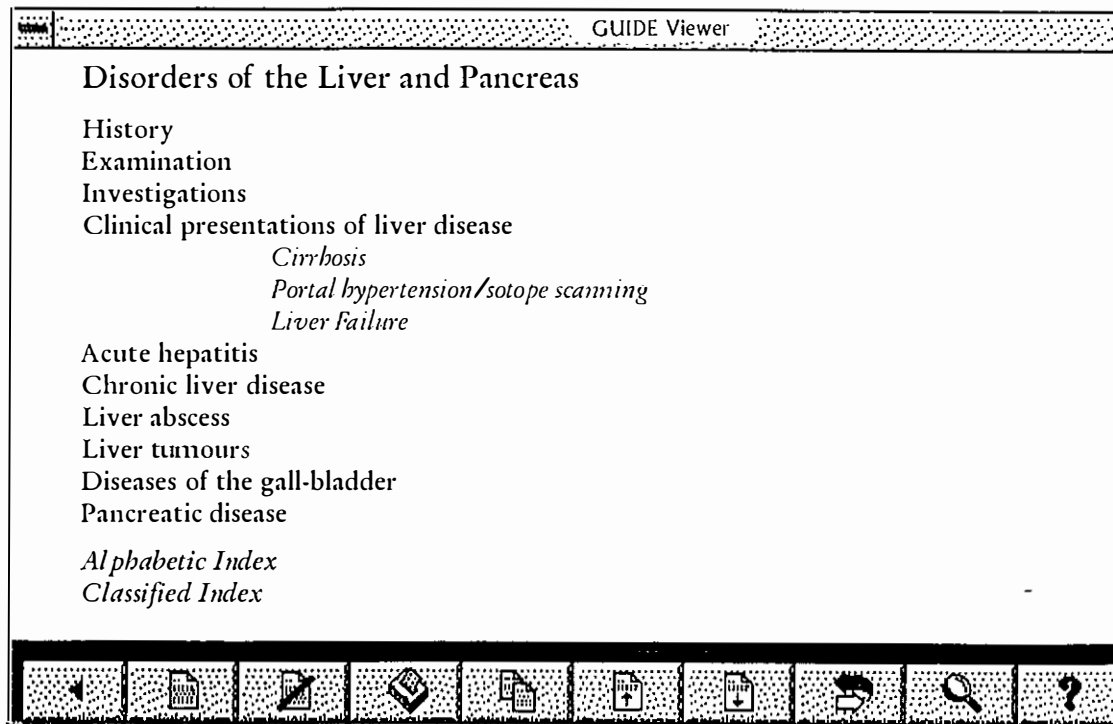 GUIDE Viewer
Disorders of the Liver and Pancreas
History
Examination
Investigations
Clinical presentations of liver disease
Cirrhosis
Portal hypertension/sotope scanning
Liver Failure
Acute hepatitis
Chronic liver disease
Liver abscess
Liver tumours
Diseases of the gall-bladder
Pancreatic disease
Alphabetic Index
Classified Index
?